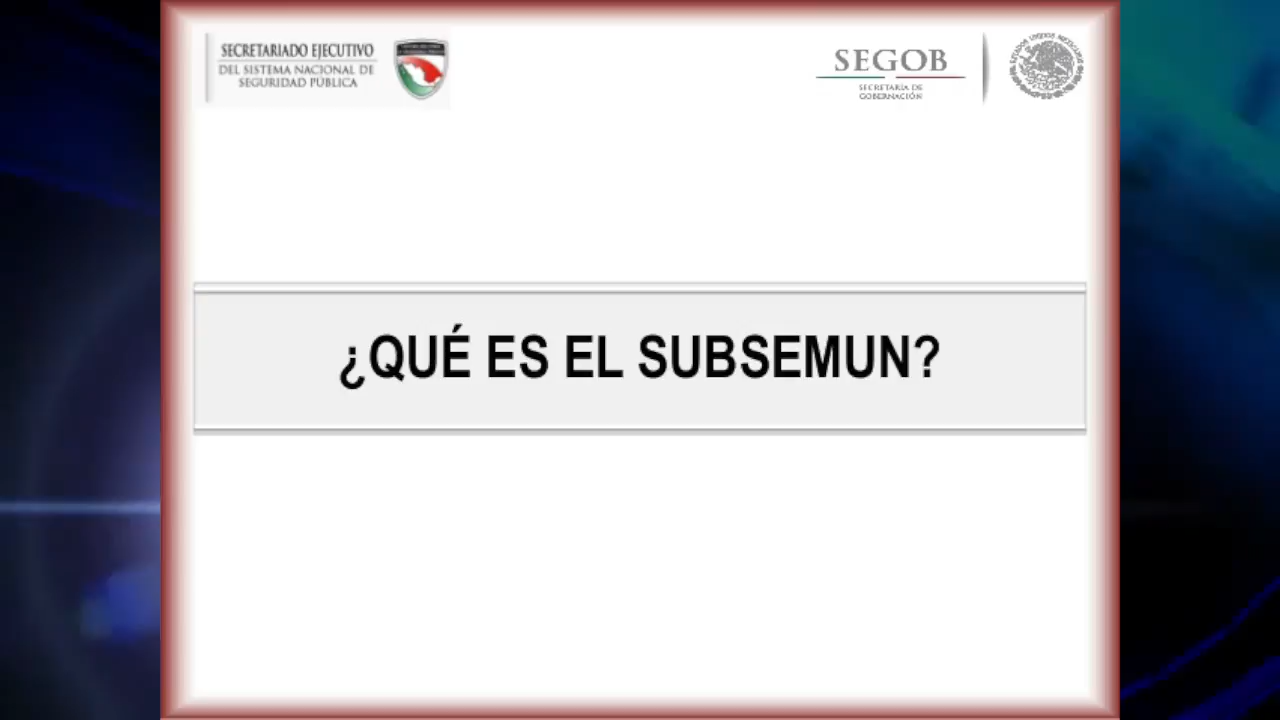 SECRETARIADO EJECUTIVO
DEL SISTEMA NACIONAL DE
SEGURIDAD PÚBLICA
SEGOB
SECRETARÍA DE
GOBERNACIÓN
¿QUÉ ES EL SUBSEMUN?